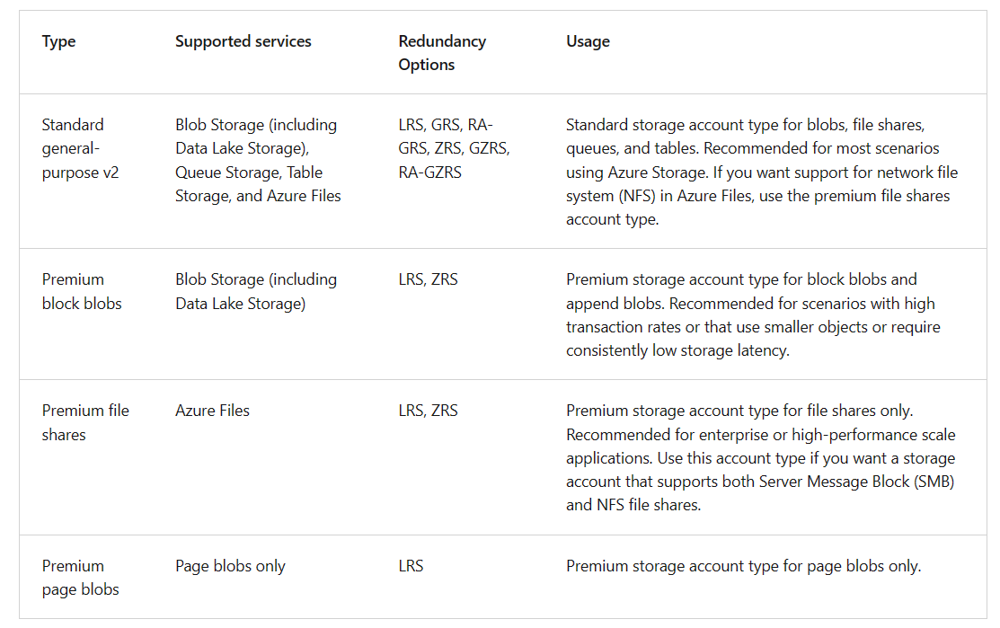 Type
Supported services
Redundancy
Options
Usage
Standard
general-
purpose v2
Blob Storage (including
Data Lake Storage),
Queue Storage, Table
Storage, and Azure Files
LRS, GRS, RA-
GRS, ZRS, GZRS,
RA-GZRS
Standard storage account type for blobs, file shares,
queues, and tables. Recommended for most scenarios
using Azure Storage. If you want support for network file
system (NFS) in Azure Files, use the premium file shares
account type.
Premium
block blobs
Blob Storage (including
Data Lake Storage)
LRS, ZRS
Premium storage account type for block blobs and
append blobs. Recommended for scenarios with high
transaction rates or that use smaller objects or require
consistently low storage latency.
Premium file
shares
Azure Files
LRS, ZRS
Premium storage account type for file shares only.
Recommended for enterprise or high-performance scale
applications. Use this account type if you want a storage
account that supports both Server Message Block (SMB)
and NFS file shares.
Premium
page blobs
Page blobs only
LRS
Premium storage account type for page blobs only.